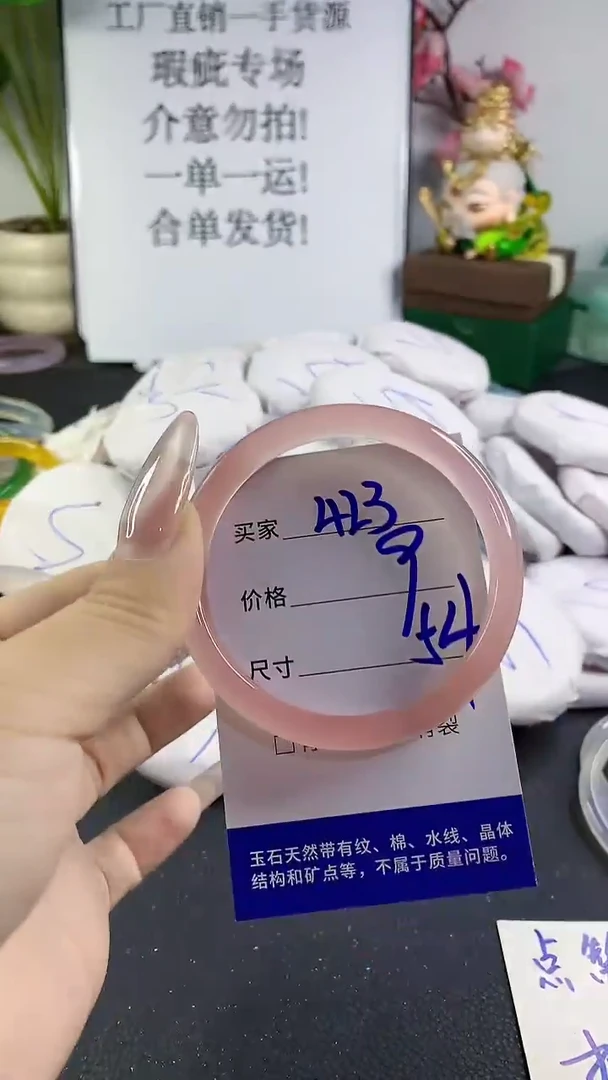 工厂直销一手货源
瑕疵专场
介意勿拍!
一单一运!
合单发货!
买家 423
价格 9
尺寸 54
玉石天然带有纹、棉、水线、晶体
结构和矿点等，不属于质量问题。
点